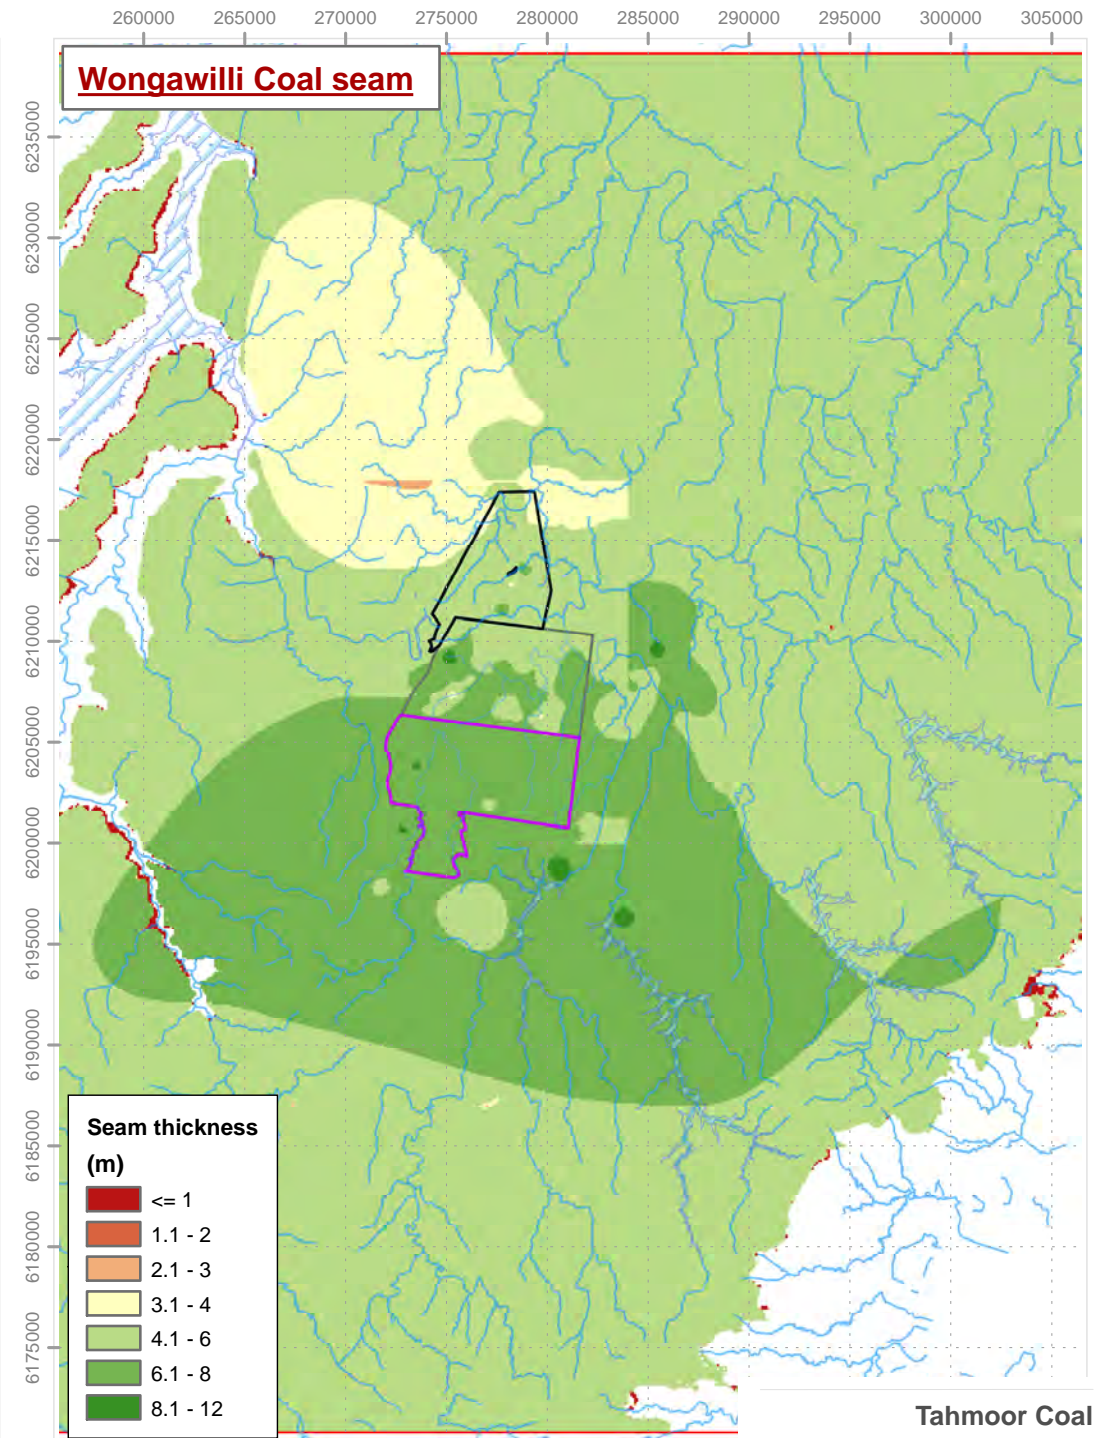 260000 265000 270000 275000 280000 285000 290000 295000 300000 305000
Wongawilli Coal seam
6235000
6230000
6225000
6220000
6215000
6210000
6205000
6200000
6195000
6190000
6185000
6180000
6175000
Seam thickness
(m)
<= 1
1.1 - 2
2.1 - 3
3.1 - 4
4.1 - 6
6.1 - 8
8.1 - 12
Tahmoor Coal